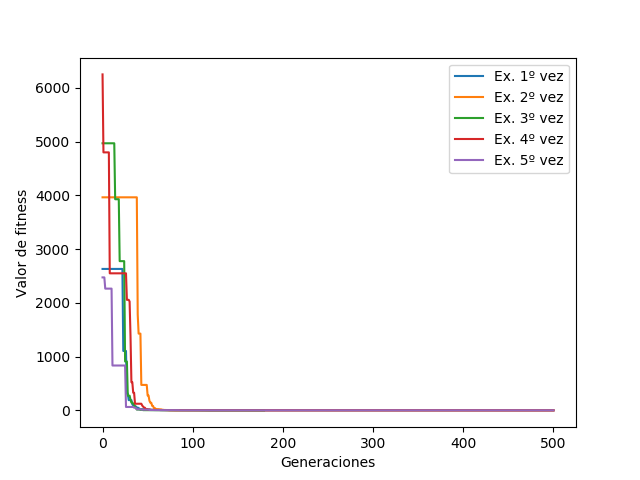 Ex. 1º vez
Ex. 2º vez
Ex. 3º vez
Ex. 4º vez
Ex. 5º vez
Valor de fitness
6000
5000
4000
3000
2000
1000
0
0 100 200 300 400 500
Generaciones